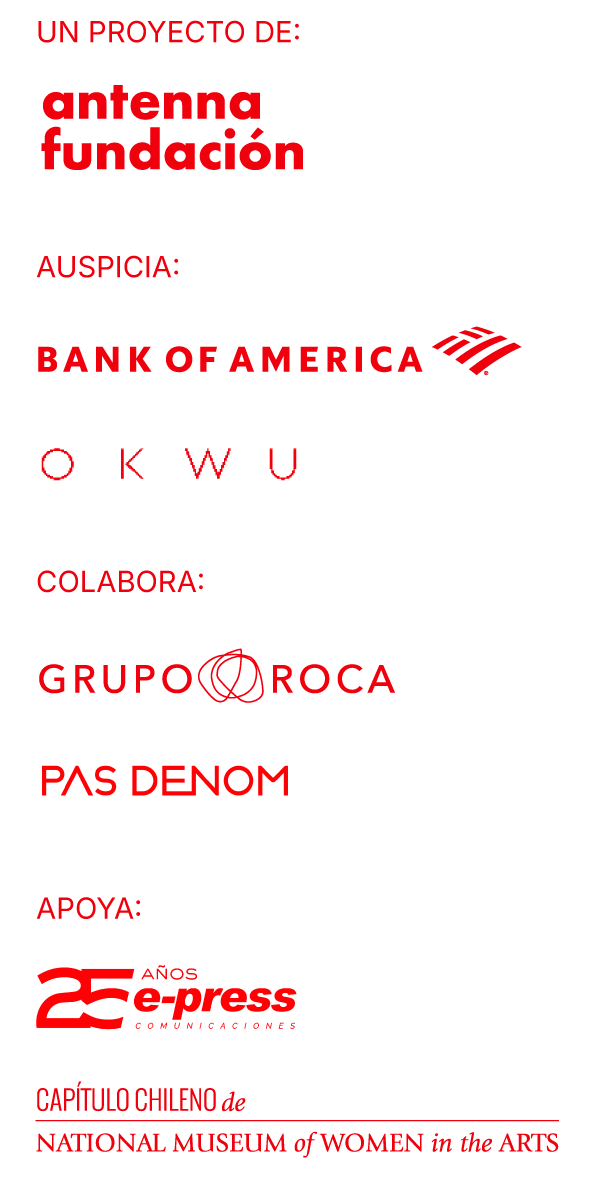 UN PROYECTO DE:
antenna
fundación
AUSPICIA:
BANK OF AMERICA
OKWU
COLABORA:
GRUPO ROCA
PAS DENOM
APOYA:
25 AÑOS
e-press
COMUNICACIONES
CAPÍTULO CHILENO de
NATIONAL MUSEUM of WOMEN in the ARTS